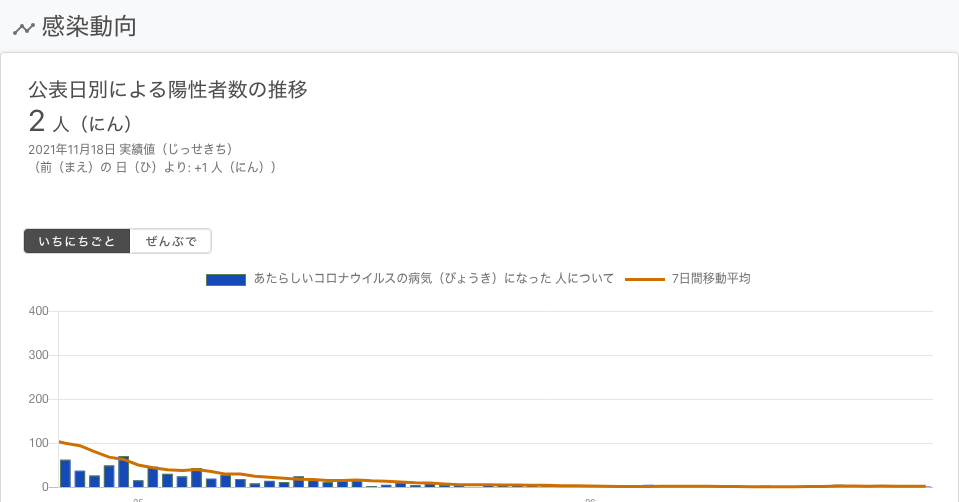 感染動向
公表日別による陽性者数の推移
2 人（にん）
2021年11月18日 実績値（じっせきち）
（前（まえ）の 日（ひ）より: +1 人（にん））
いちにちごと ぜんぶで
あたらしいコロナウイルスの病気（びょうき）になった 人について 7日間移動平均
400
300
200
100
0